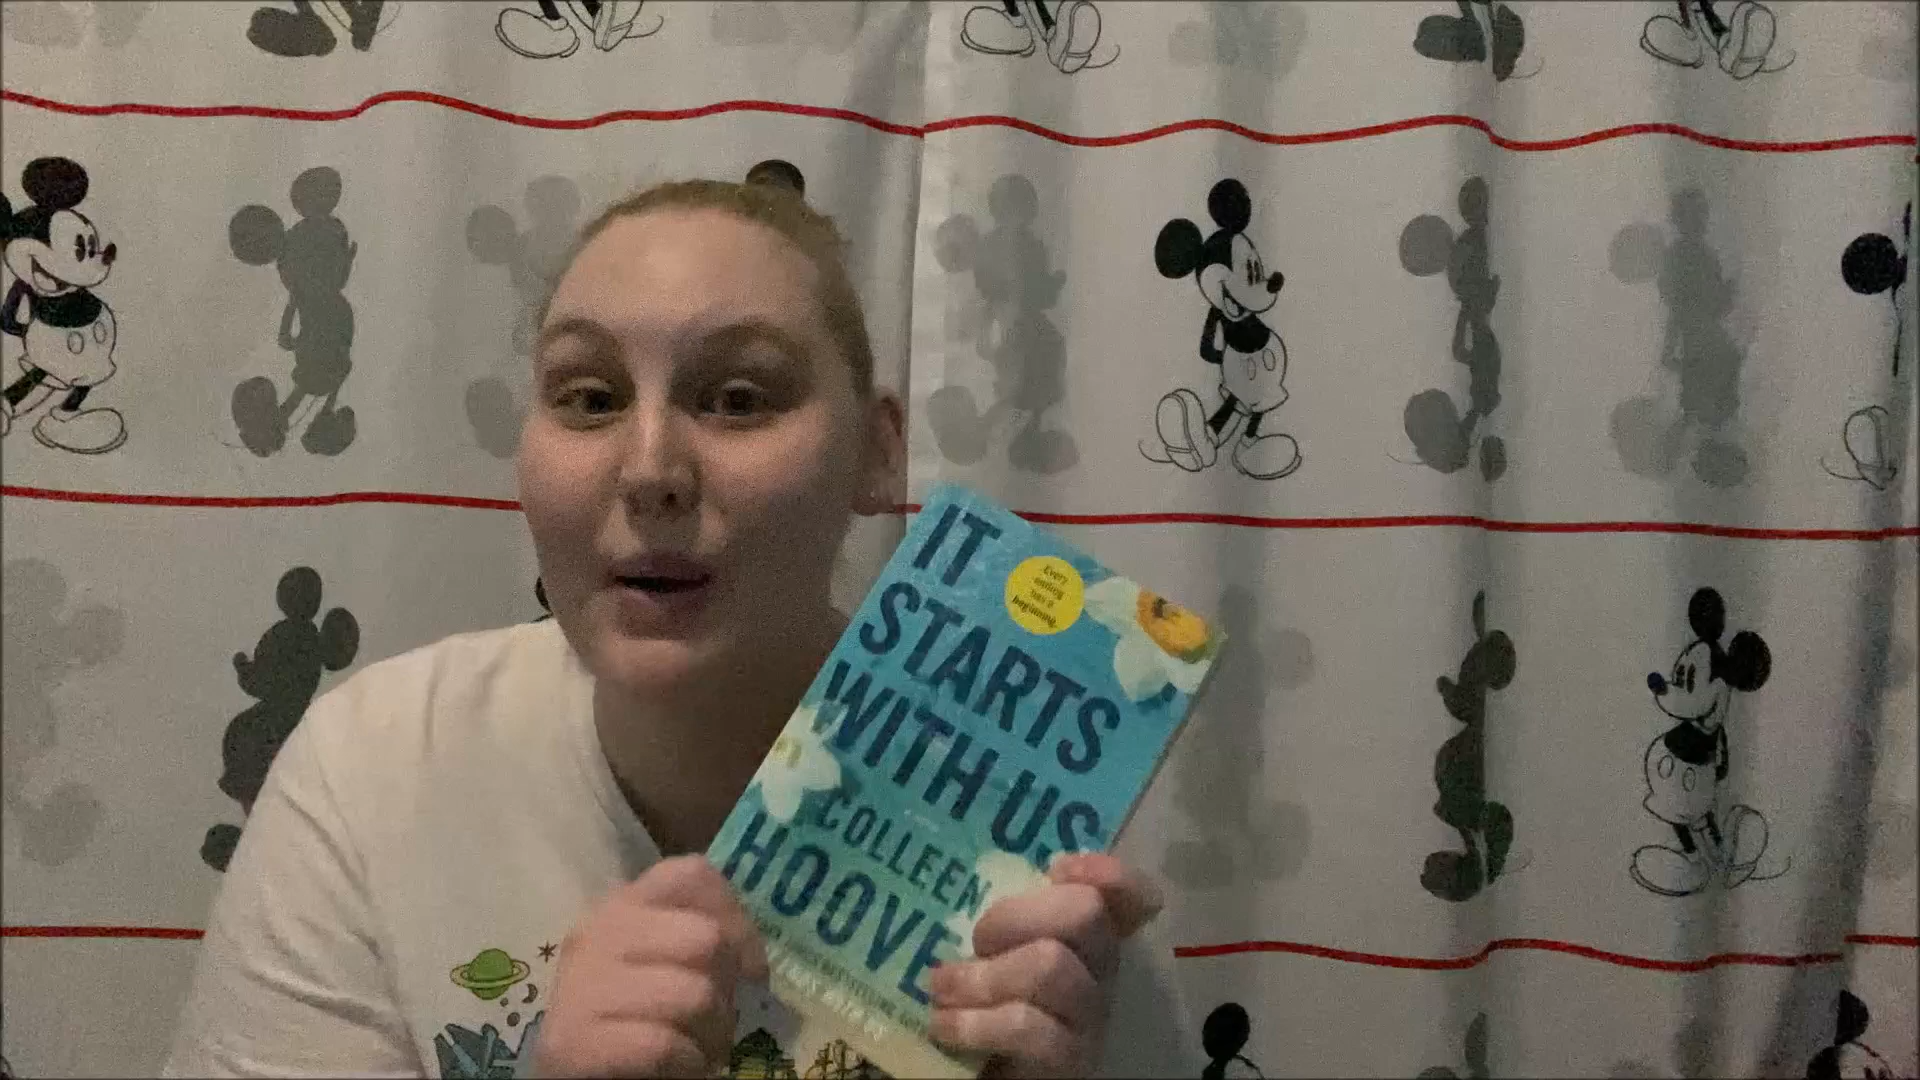 IT
STARTS
WITH US
Every
ending
has a
beginning.
COLLEEN
HOOVE